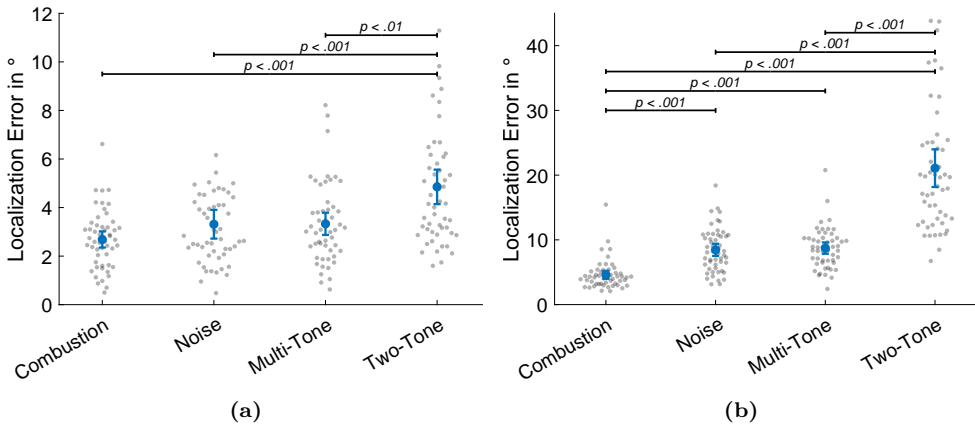 Localization Error in °
12
10
8
6
4
2
0
p < .01
p < .001
p < .001
Combustion
Noise
Multi-Tone
Two-Tone
(a)
Localization Error in °
40
30
20
10
0
p < .001
p < .001
p < .001
p < .001
p < .001
Combustion
Noise
Multi-Tone
Two-Tone
(b)